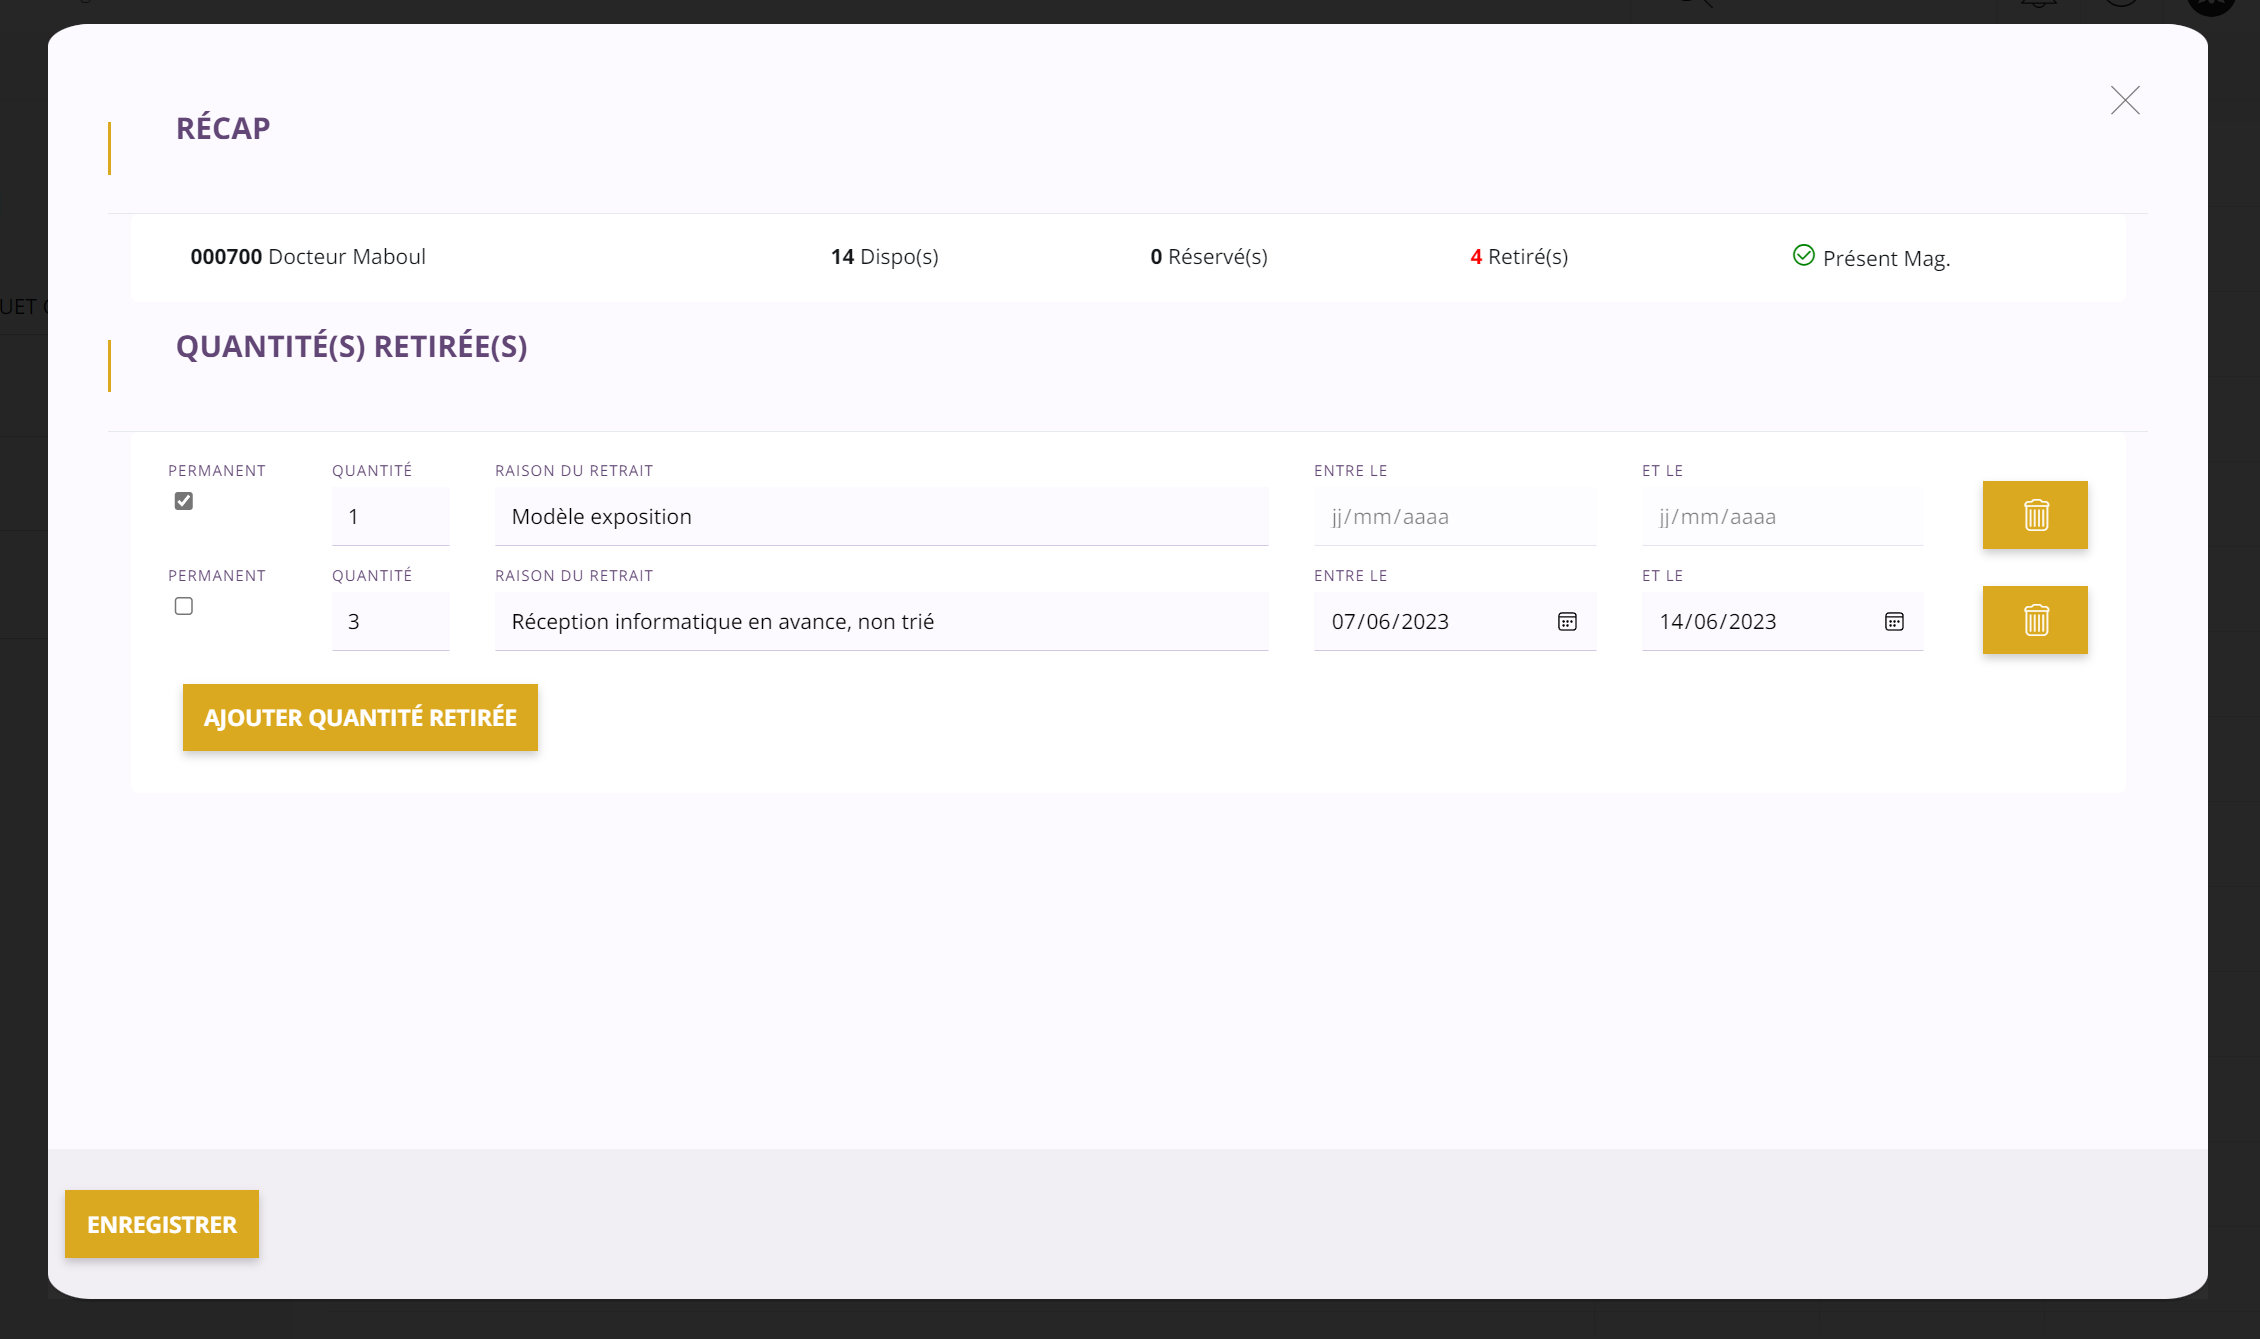 RÉCAP
000700 Docteur Maboul 14 Dispo(s) 0 Réservé(s) 4 Retiré(s) Présent Mag.
QUANTITÉ(S) RETIRÉE(S)
PERMANENT QUANTITÉ RAISON DU RETRAIT ENTRE LE ET LE
1 Modèle exposition jj/mm/aaaa jj/mm/aaaa
PERMANENT QUANTITÉ RAISON DU RETRAIT ENTRE LE ET LE
3 Réception informatique en avance, non trié 07/06/2023 14/06/2023
AJOUTER QUANTITÉ RETIRÉE
ENREGISTRER